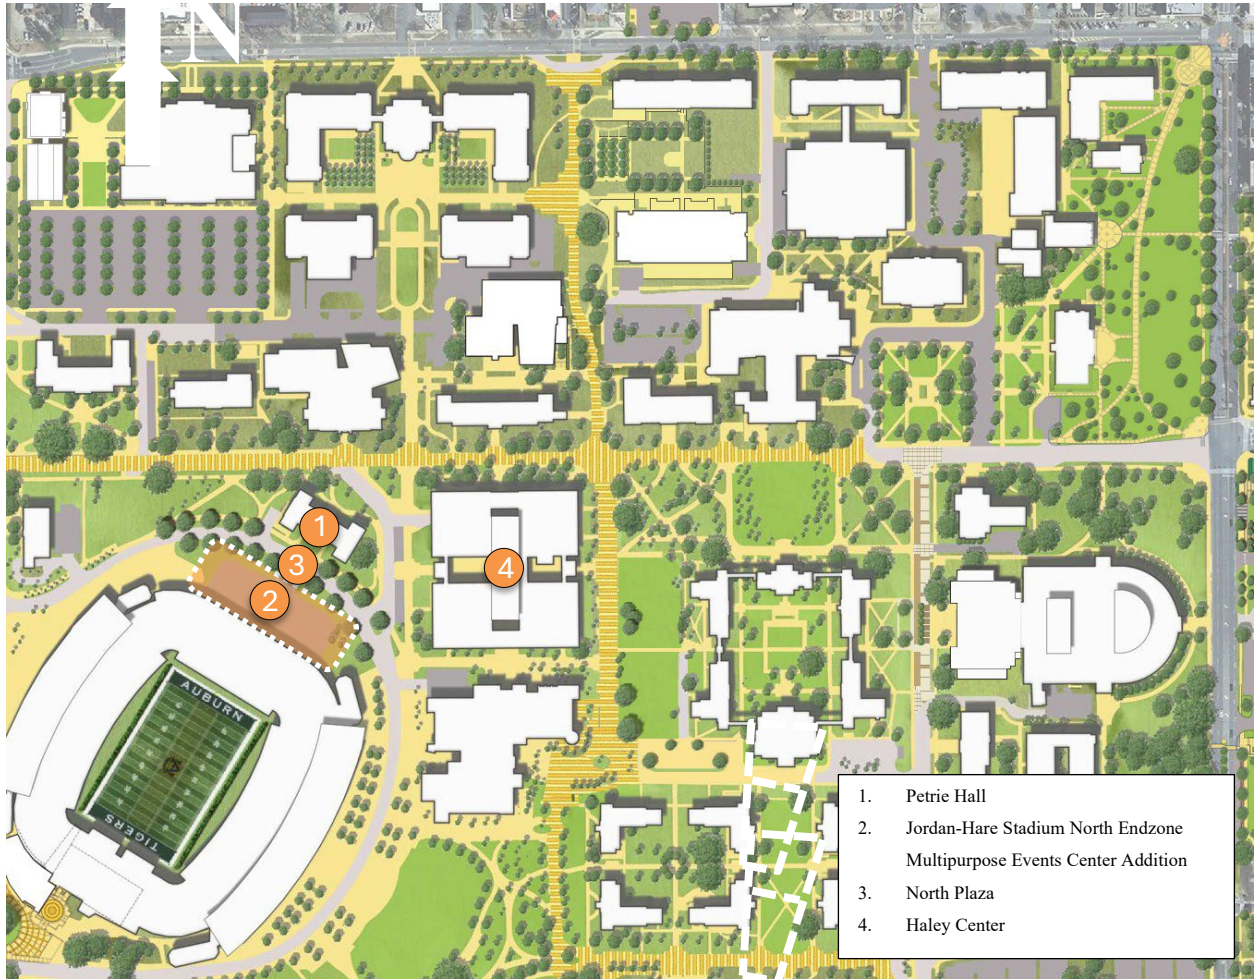 N
1
3
2
4
AUBURN
TIGERS
1. Petrie Hall
2. Jordan-Hare Stadium North Endzone
Multipurpose Events Center Addition
3. North Plaza
4. Haley Center